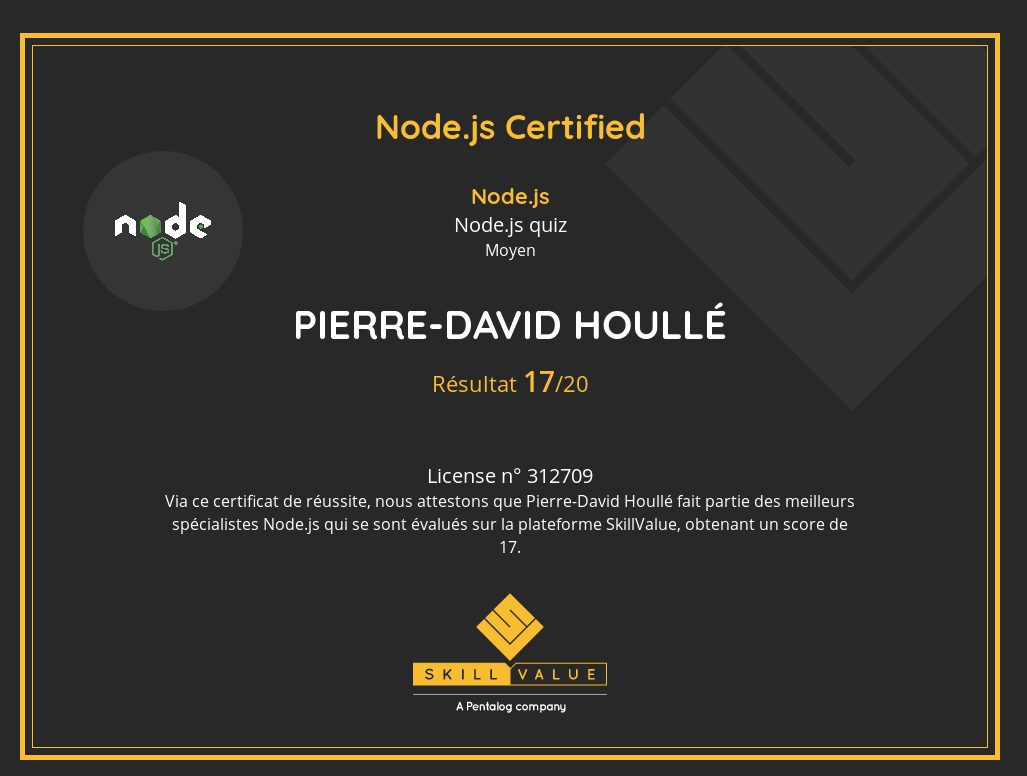 Node.js Certified
node
JS
Node.js
Node.js quiz
Moyen
PIERRE-DAVID HOULLÉ
Résultat 17/20
License n° 312709
Via ce certificat de réussite, nous attestons que Pierre-David Houllé fait partie des meilleurs
spécialistes Node.js qui se sont évalués sur la plateforme SkillValue, obtenant un score de
17.
SKILL VALUE
A Pentalog company